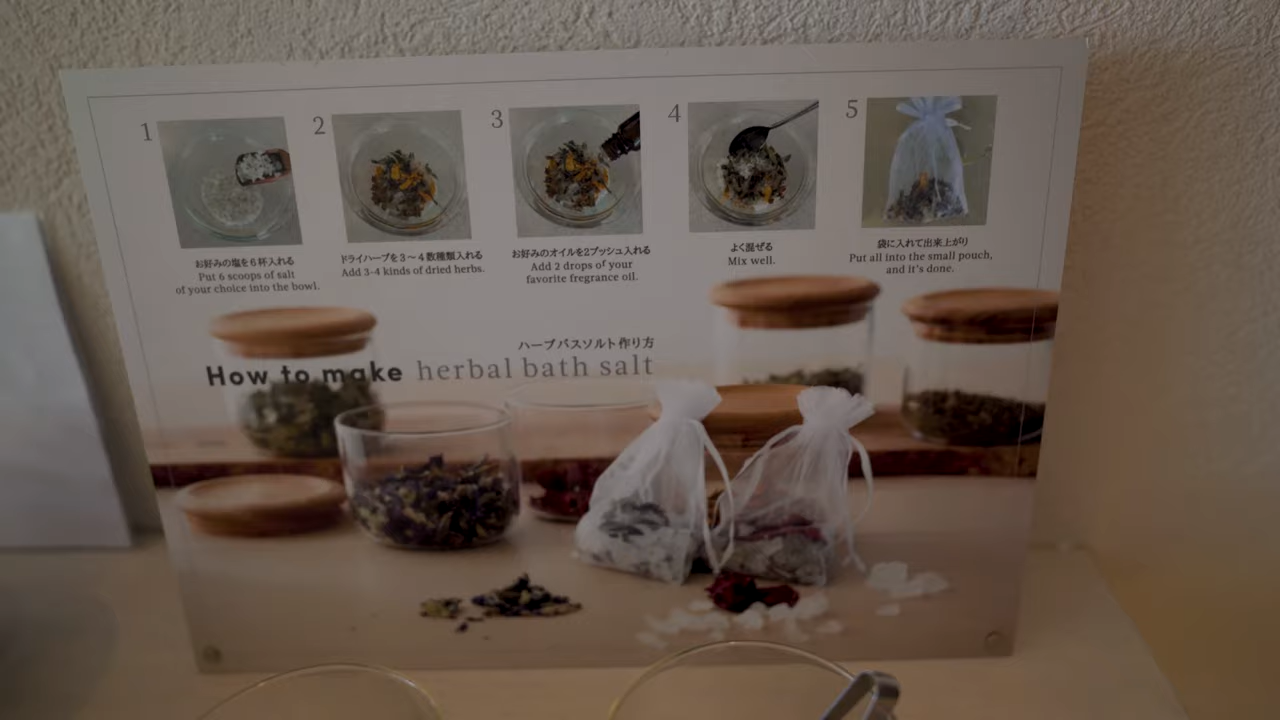 1
お好みの塩を6杯入れる
Put 6 scoops of salt
of your choice into the bowl.
2
ドライハーブを3〜4数種類入れる
Add 3-4 kinds of dried herbs.
3
お好みのオイルを2プッシュ入れる
Add 2 drops of your
favorite fregrance oil.
4
よく混ぜる
Mix well.
5
袋に入れて出来上がり
Put all into the small pouch,
and it's done.
ハーブバスソルト作り方
How to make herbal bath salt